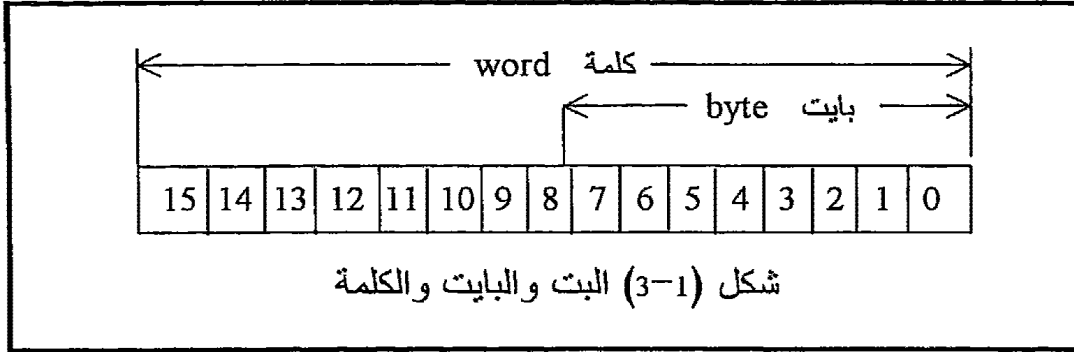 كلمة word
بايت byte
15 14 13 12 11 10 9 8 7 6 5 4 3 2 1 0
شكل (1-3) البت والبايت والكلمة